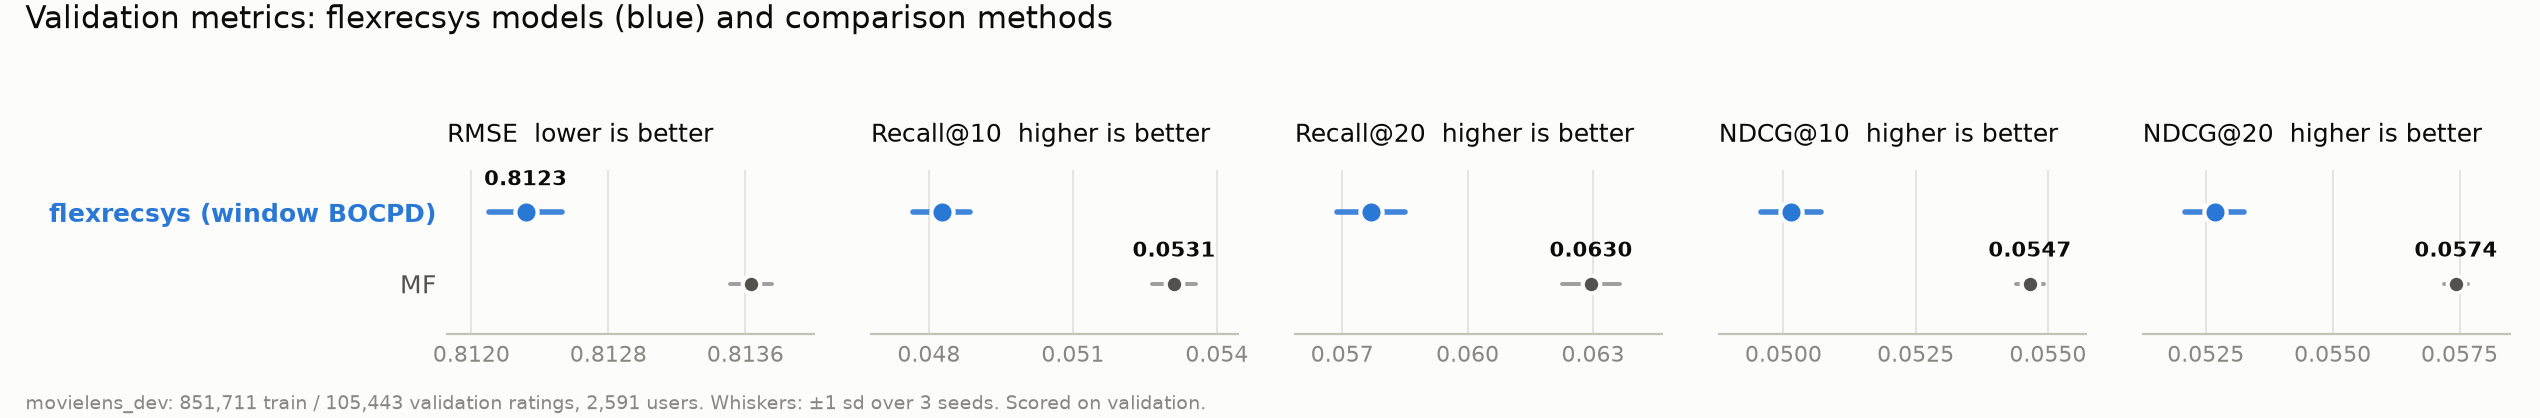 Validation metrics: flexrecsys models (blue) and comparison methods
RMSE  lower is better
Recall@10  higher is better
Recall@20  higher is better
NDCG@10  higher is better
NDCG@20  higher is better
0.8123
flexrecsys (window BOCPD)
0.0531
0.0630
0.0547
0.0574
MF
0.8120 0.8128 0.8136
0.048 0.051 0.054
0.057 0.060 0.063
0.0500 0.0525 0.0550
0.0525 0.0550 0.0575
movielens_dev: 851,711 train / 105,443 validation ratings, 2,591 users. Whiskers: ±1 sd over 3 seeds. Scored on validation.